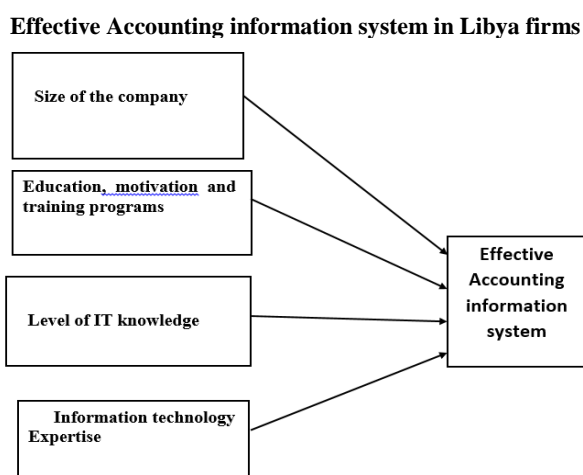 Effective Accounting information system in Libya firms
Size of the company
Education, motivation and
training programs
Level of IT knowledge
Information technology
Expertise
Effective
Accounting
information
system